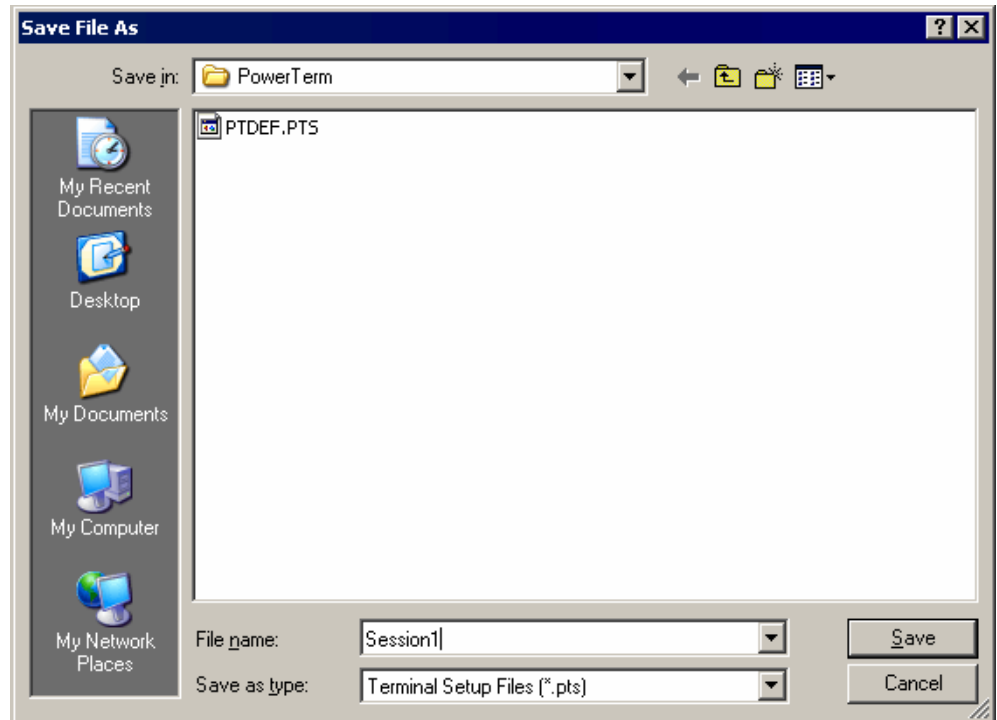 Save File As
Save in: PowerTerm
PTDEF.PTS
My Recent
Documents
Desktop
My Documents
My Computer
My Network
Places
File name: Session1
Save
Save as type: Terminal Setup Files (*.pts)
Cancel